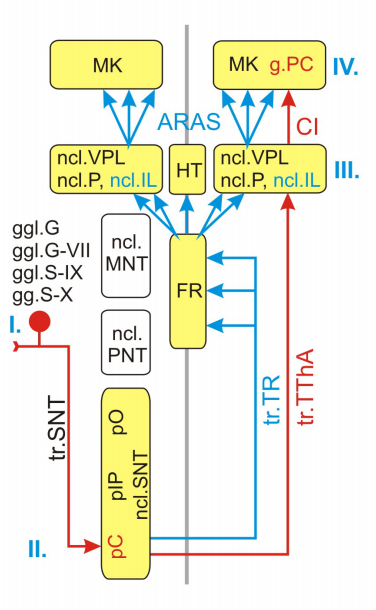 MK
MK g.PC
IV.
ARAS
CI
ncl.VPL
ncl.P, ncl.IL
HT
ncl.VPL
ncl.P, ncl.IL
III.
ggl.G
ggl.G-VII
ggl.S-IX
gg.S-X
ncl.
MNT
FR
I.
ncl.
PNT
tr.SNT
pO
pIP
ncl.SNT
pC
tr.TR
tr.TThA
II.